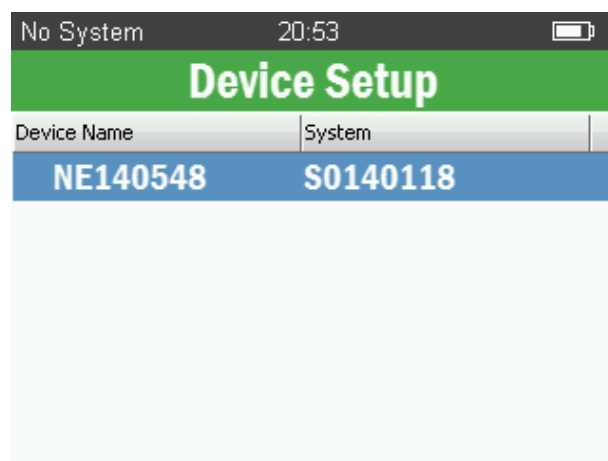 No System 20:53
Device Setup
Device Name System
NE140548 S0140118